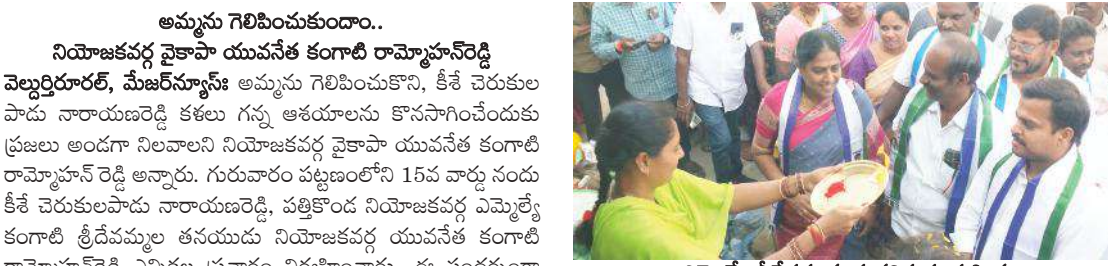 అమ్మను గెలిపించుకుందాం..
నియోజకవర్గ వైకాపా యువనేత కంగాటి రామ్మోహన్‌రెడ్డి
వెల్దుర్తిరూరల్, మేజర్‌న్యూస్ః అమ్మను గెలిపించుకొని, కీశే చెరుకుల
పాడు నారాయణరెడ్డి కళలు గన్న ఆశయాలను కొనసాగించేందుకు
ప్రజలు అండగా నిలవాలని నియోజకవర్గ వైకాపా యువనేత కంగాటి
రామ్మోహన్ రెడ్డి అన్నారు. గురువారం పట్టణంలోని 15వ వార్డు నందు
కీశే చెరుకులపాడు నారాయణరెడ్డి, పత్తికొండ నియోజకవర్గ ఎమ్మెల్యే
కంగాటి శ్రీదేవమ్మల తనయుడు నియోజకవర్గ యువనేత కంగాటి